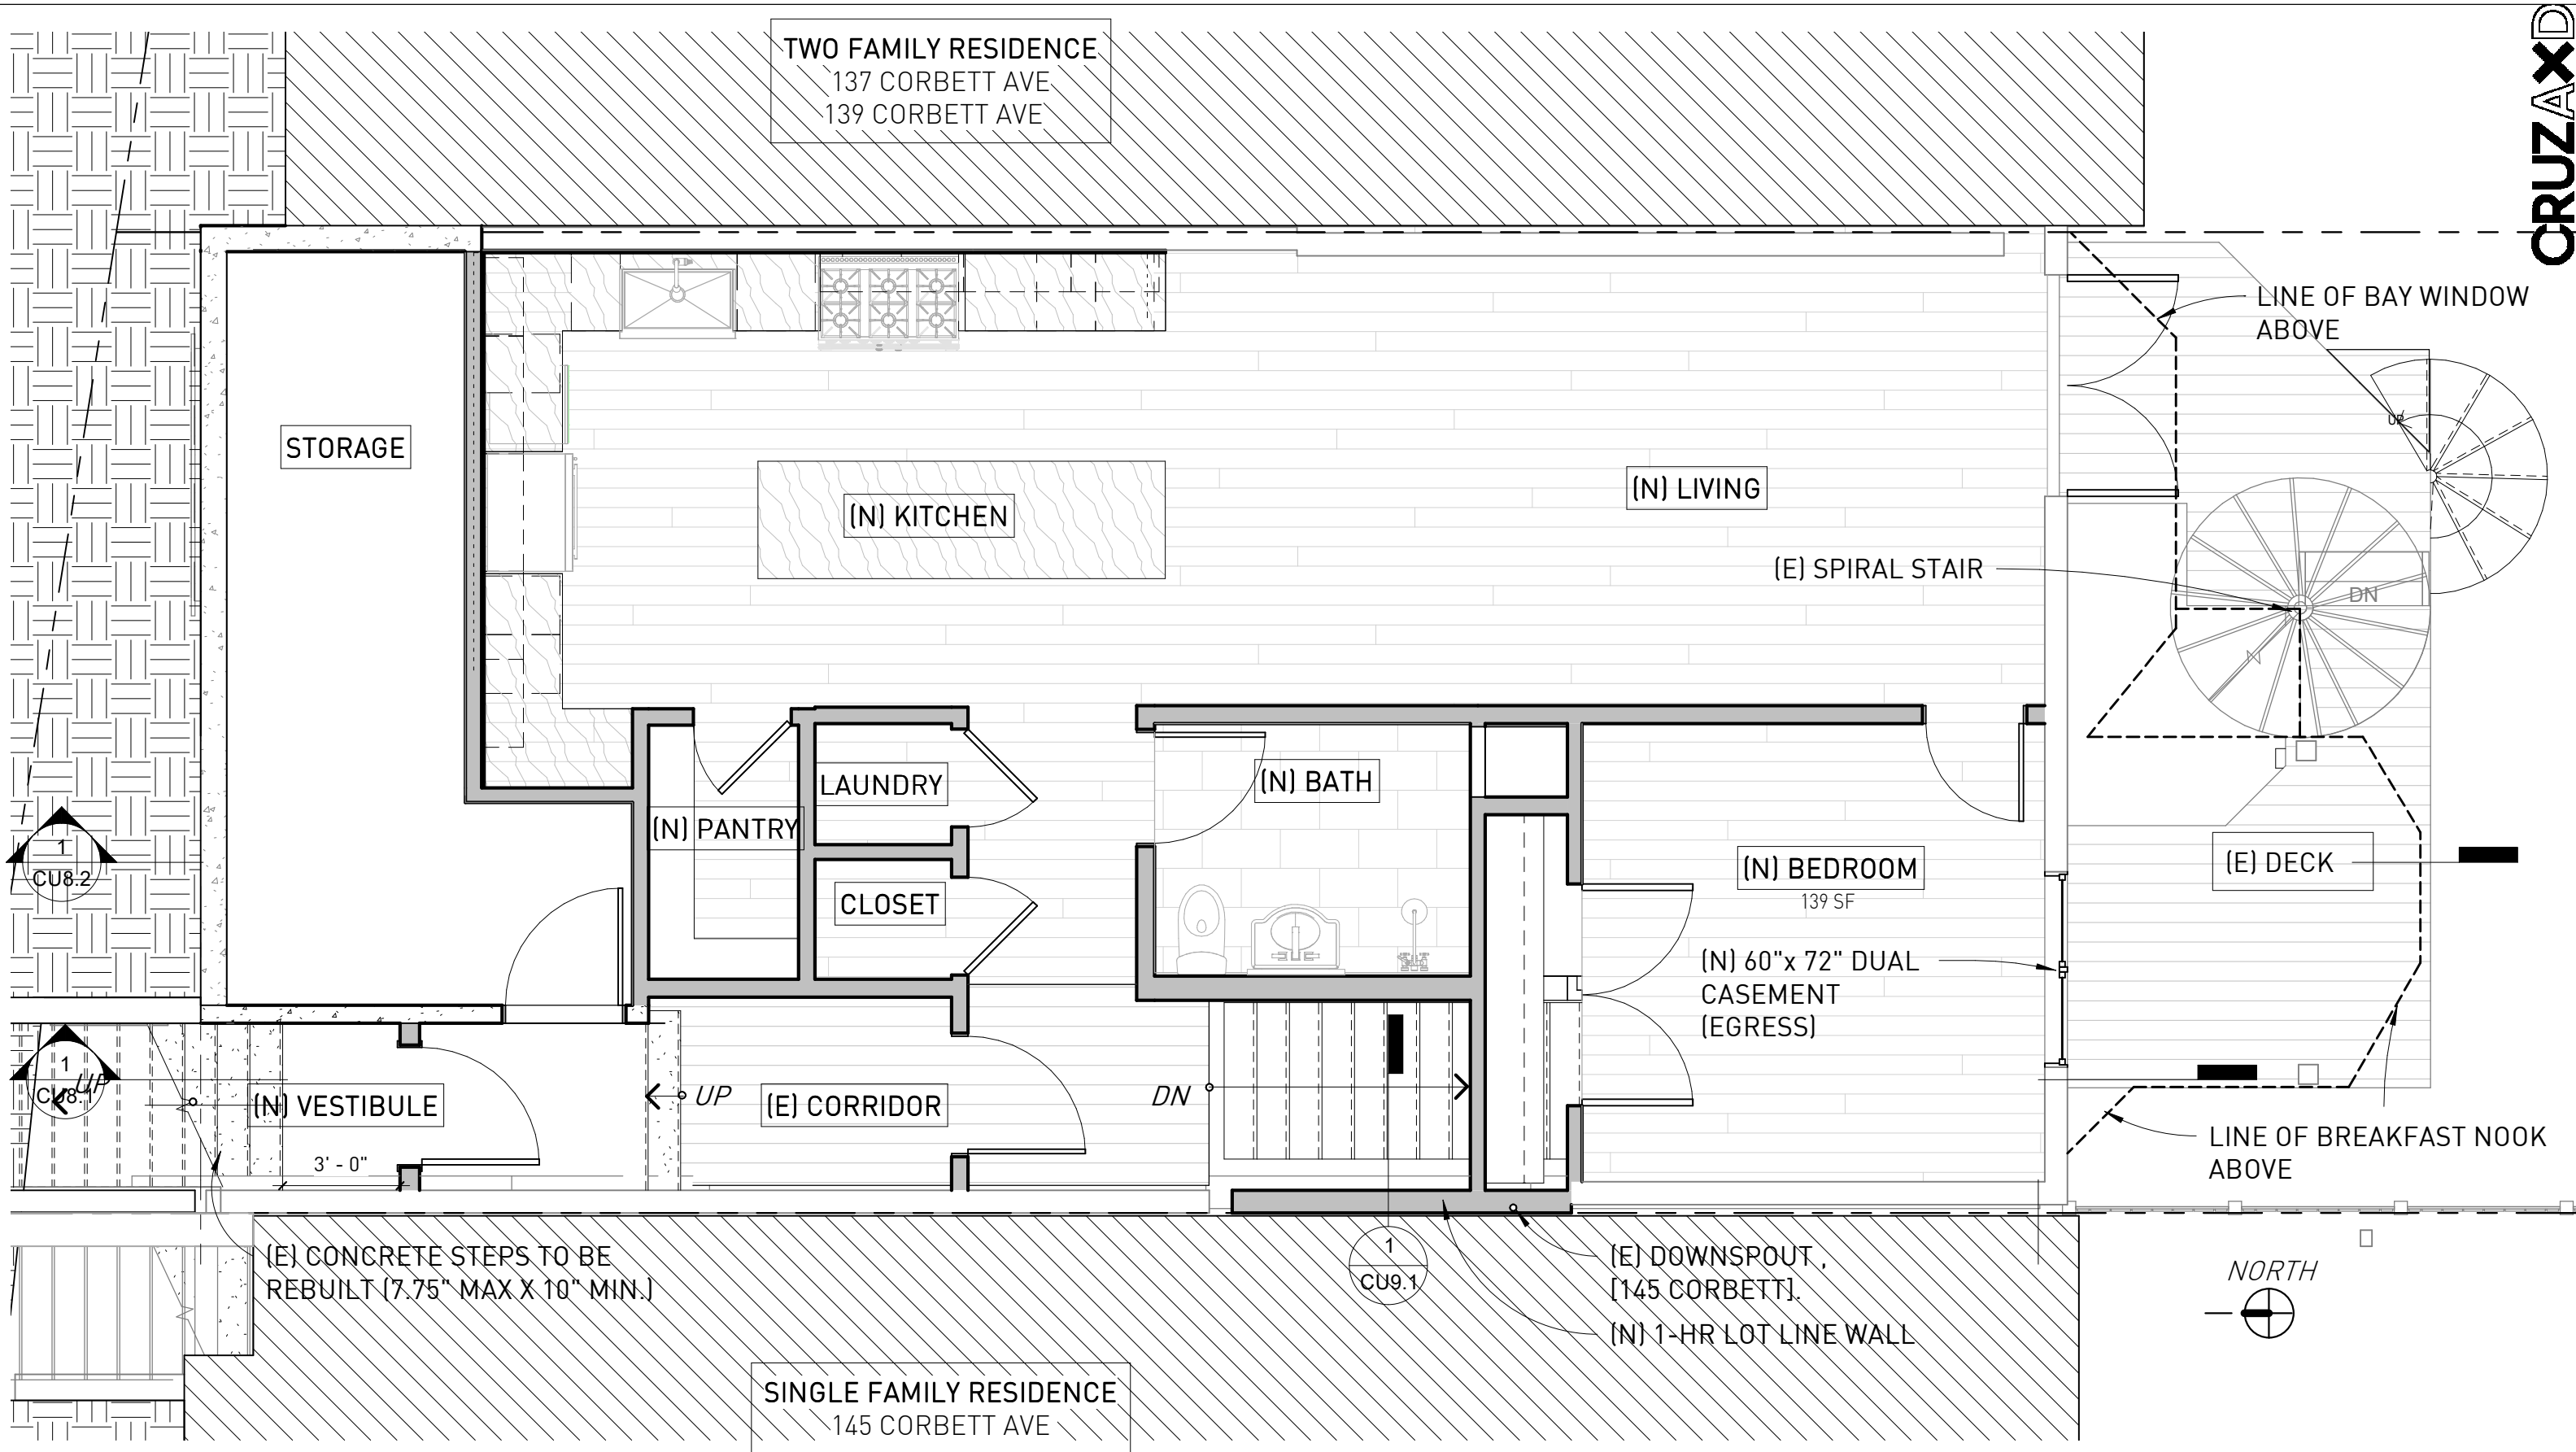 TWO FAMILY RESIDENCE
137 CORBETT AVE
139 CORBETT AVE
CRUZAXD
LINE OF BAY WINDOW
ABOVE
UP
STORAGE
(N) KITCHEN
(N) LIVING
(E) SPIRAL STAIR
DN
N
LAUNDRY
(N) BATH
(N) PANTRY
1
CU8.2
CLOSET
(N) BEDROOM
139 SF
(E) DECK
(N) 60"x 72" DUAL
CASEMENT
(EGRESS)
1
CU8.1
UP
(N) VESTIBULE
UP
(E) CORRIDOR
DN
3' - 0"
LINE OF BREAKFAST NOOK
ABOVE
(E) CONCRETE STEPS TO BE
REBUILT (7.75" MAX X 10" MIN.)
1
CU9.1
(E) DOWNSPOUT ,
[145 CORBETT].
(N) 1-HR LOT LINE WALL
NORTH
SINGLE FAMILY RESIDENCE
145 CORBETT AVE